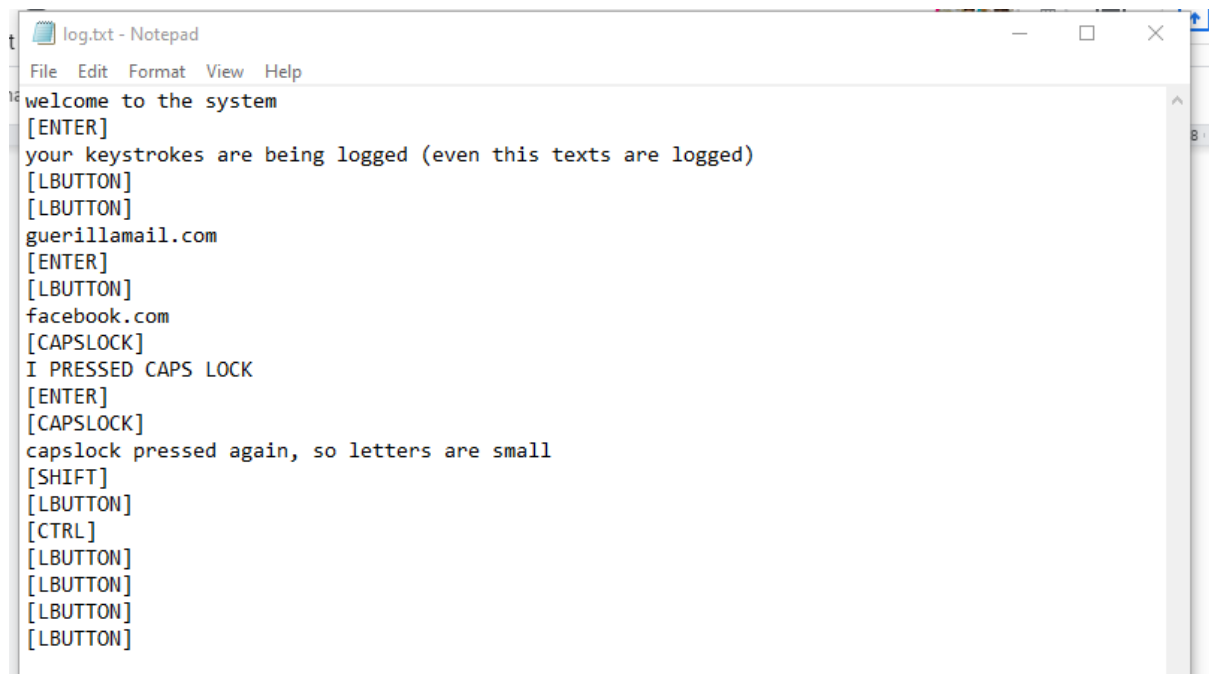 log.txt - Notepad
File Edit Format View Help
welcome to the system
[ENTER]
your keystrokes are being logged (even this texts are logged)
[LBUTTON]
[LBUTTON]
guerillamail.com
[ENTER]
[LBUTTON]
facebook.com
[CAPSLOCK]
I PRESSED CAPS LOCK
[ENTER]
[CAPSLOCK]
capslock pressed again, so letters are small
[SHIFT]
[LBUTTON]
[CTRL]
[LBUTTON]
[LBUTTON]
[LBUTTON]
[LBUTTON]